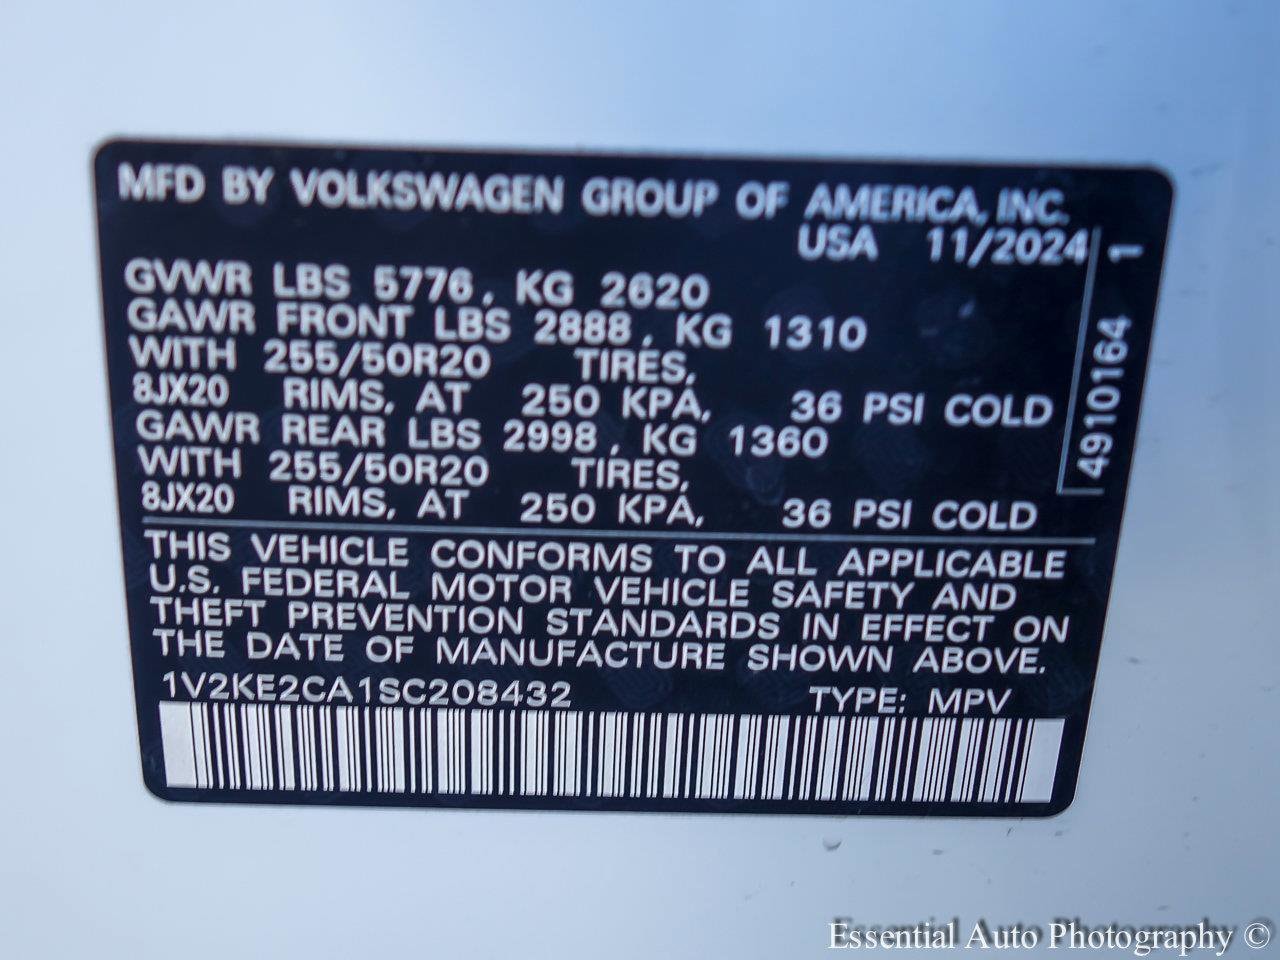 MFD BY VOLKSWAGEN GROUP OF AMERICA, INC.
USA 11/2024
GVWR LBS 5776, KG 2620
GAWR FRONT LBS 2888, KG 1310
WITH 255/50R20 TIRES,
8JX20 RIMS, AT 250 KPA, 36 PSI COLD
GAWR REAR LBS 2998, KG 1360
WITH 255/50R20 TIRES,
8JX20 RIMS, AT 250 KPA, 36 PSI COLD
4910164 1
THIS VEHICLE CONFORMS TO ALL APPLICABLE
U.S. FEDERAL MOTOR VEHICLE SAFETY AND
THEFT PREVENTION STANDARDS IN EFFECT ON
THE DATE OF MANUFACTURE SHOWN ABOVE.
1V2KE2CA1SC208432 TYPE: MPV
Essential Auto Photography ©